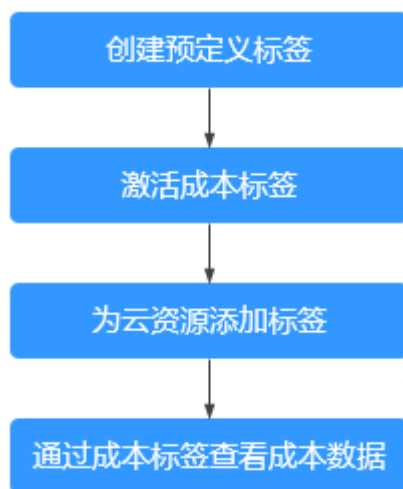 创建预定义标签
激活成本标签
为云资源添加标签
通过成本标签查看成本数据